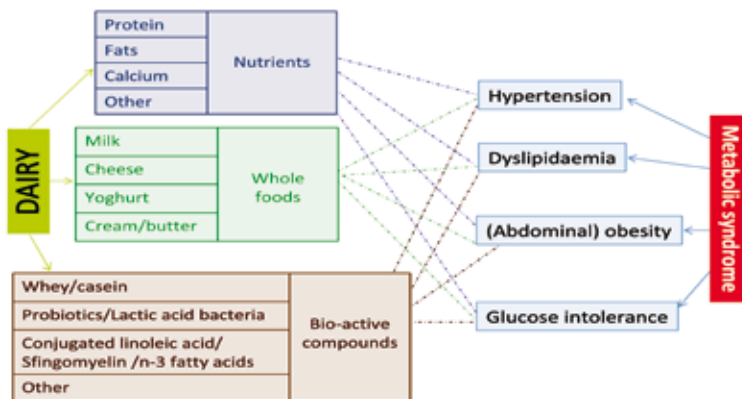 DAIRY
Protein
Fats
Calcium
Other
Nutrients
Milk
Cheese
Yoghurt
Cream/butter
Whole
foods
Whey/casein
Probiotics/Lactic acid bacteria
Conjugated linoleic acid/
Sfingomyelin /n-3 fatty acids
Other
Bio-active
compounds
Hypertension
Dyslipidaemia
(Abdominal) obesity
Glucose intolerance
Metabolic syndrome